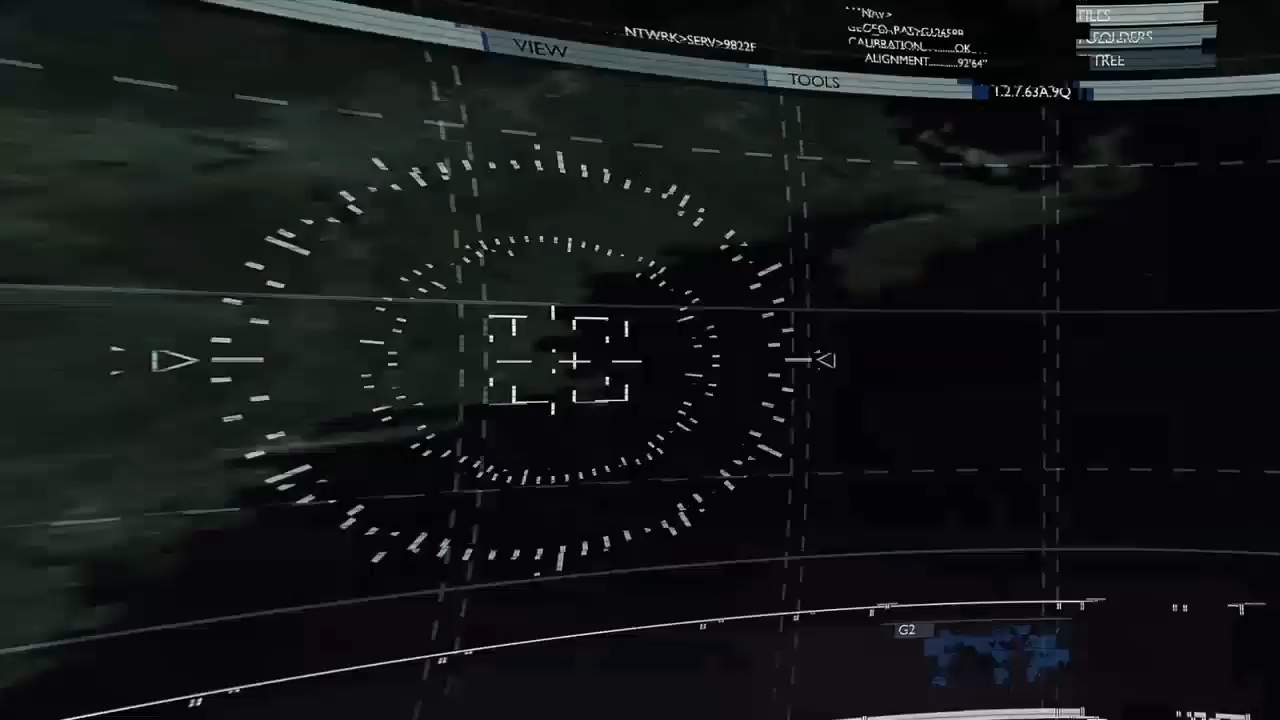 NAV>
TOOLS
VIEW
NTWRK>SERV>9822F
CALIBRATION.........OK
ALIGNMENT...........92'64"
FILES
FOLDERS
TREE
1.2.7.63A.9Q
G2